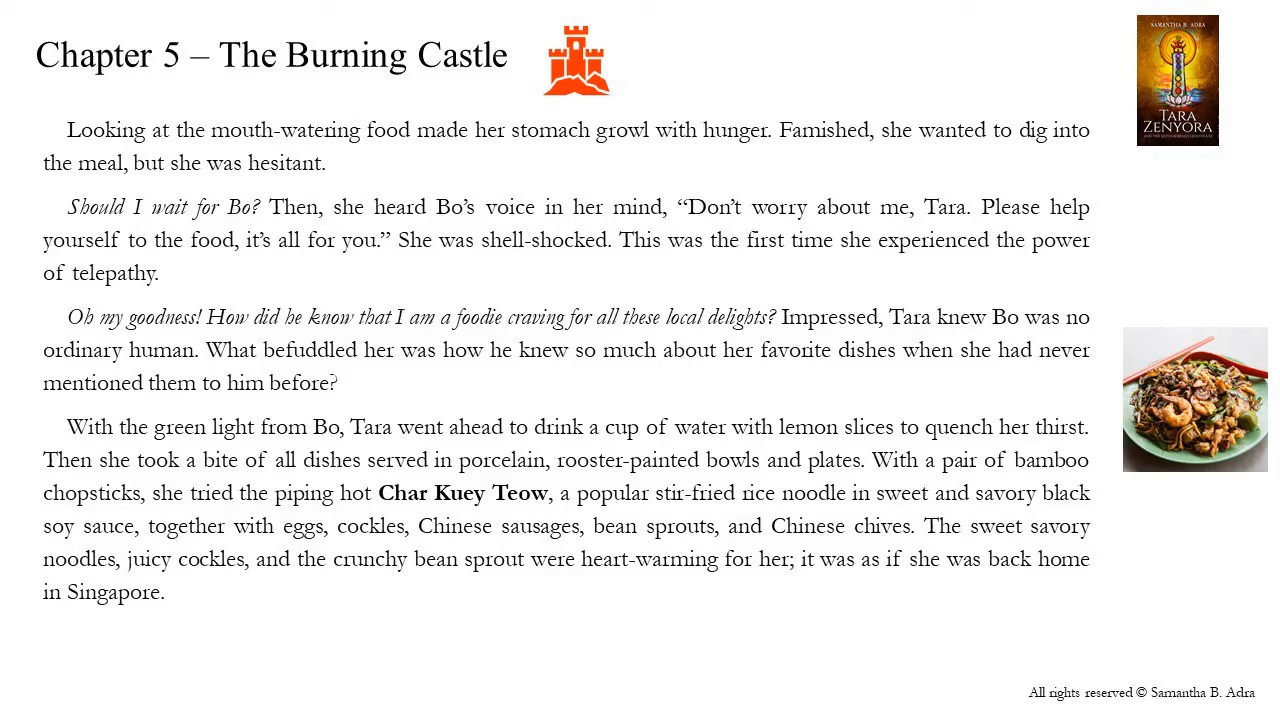 Chapter 5 – The Burning Castle
SAMANTHA B. ADRA
TARA
ZENYORA
Looking at the mouth-watering food made her stomach growl with hunger. Famished, she wanted to dig into
the meal, but she was hesitant.
Should I wait for Bo? Then, she heard Bo’s voice in her mind, “Don’t worry about me, Tara. Please help
yourself to the food, it’s all for you.” She was shell-shocked. This was the first time she experienced the power
of telepathy.
Oh my goodness! How did he know that I am a foodie craving for all these local delights? Impressed, Tara knew Bo was no
ordinary human. What befuddled her was how he knew so much about her favorite dishes when she had never
mentioned them to him before?
With the green light from Bo, Tara went ahead to drink a cup of water with lemon slices to quench her thirst.
Then she took a bite of all dishes served in porcelain, rooster-painted bowls and plates. With a pair of bamboo
chopsticks, she tried the piping hot Char Kuey Teow, a popular stir-fried rice noodle in sweet and savory black
soy sauce, together with eggs, cockles, Chinese sausages, bean sprouts, and Chinese chives. The sweet savory
noodles, juicy cockles, and the crunchy bean sprout were heart-warming for her; it was as if she was back home
in Singapore.
All rights reserved © Samantha B. Adra